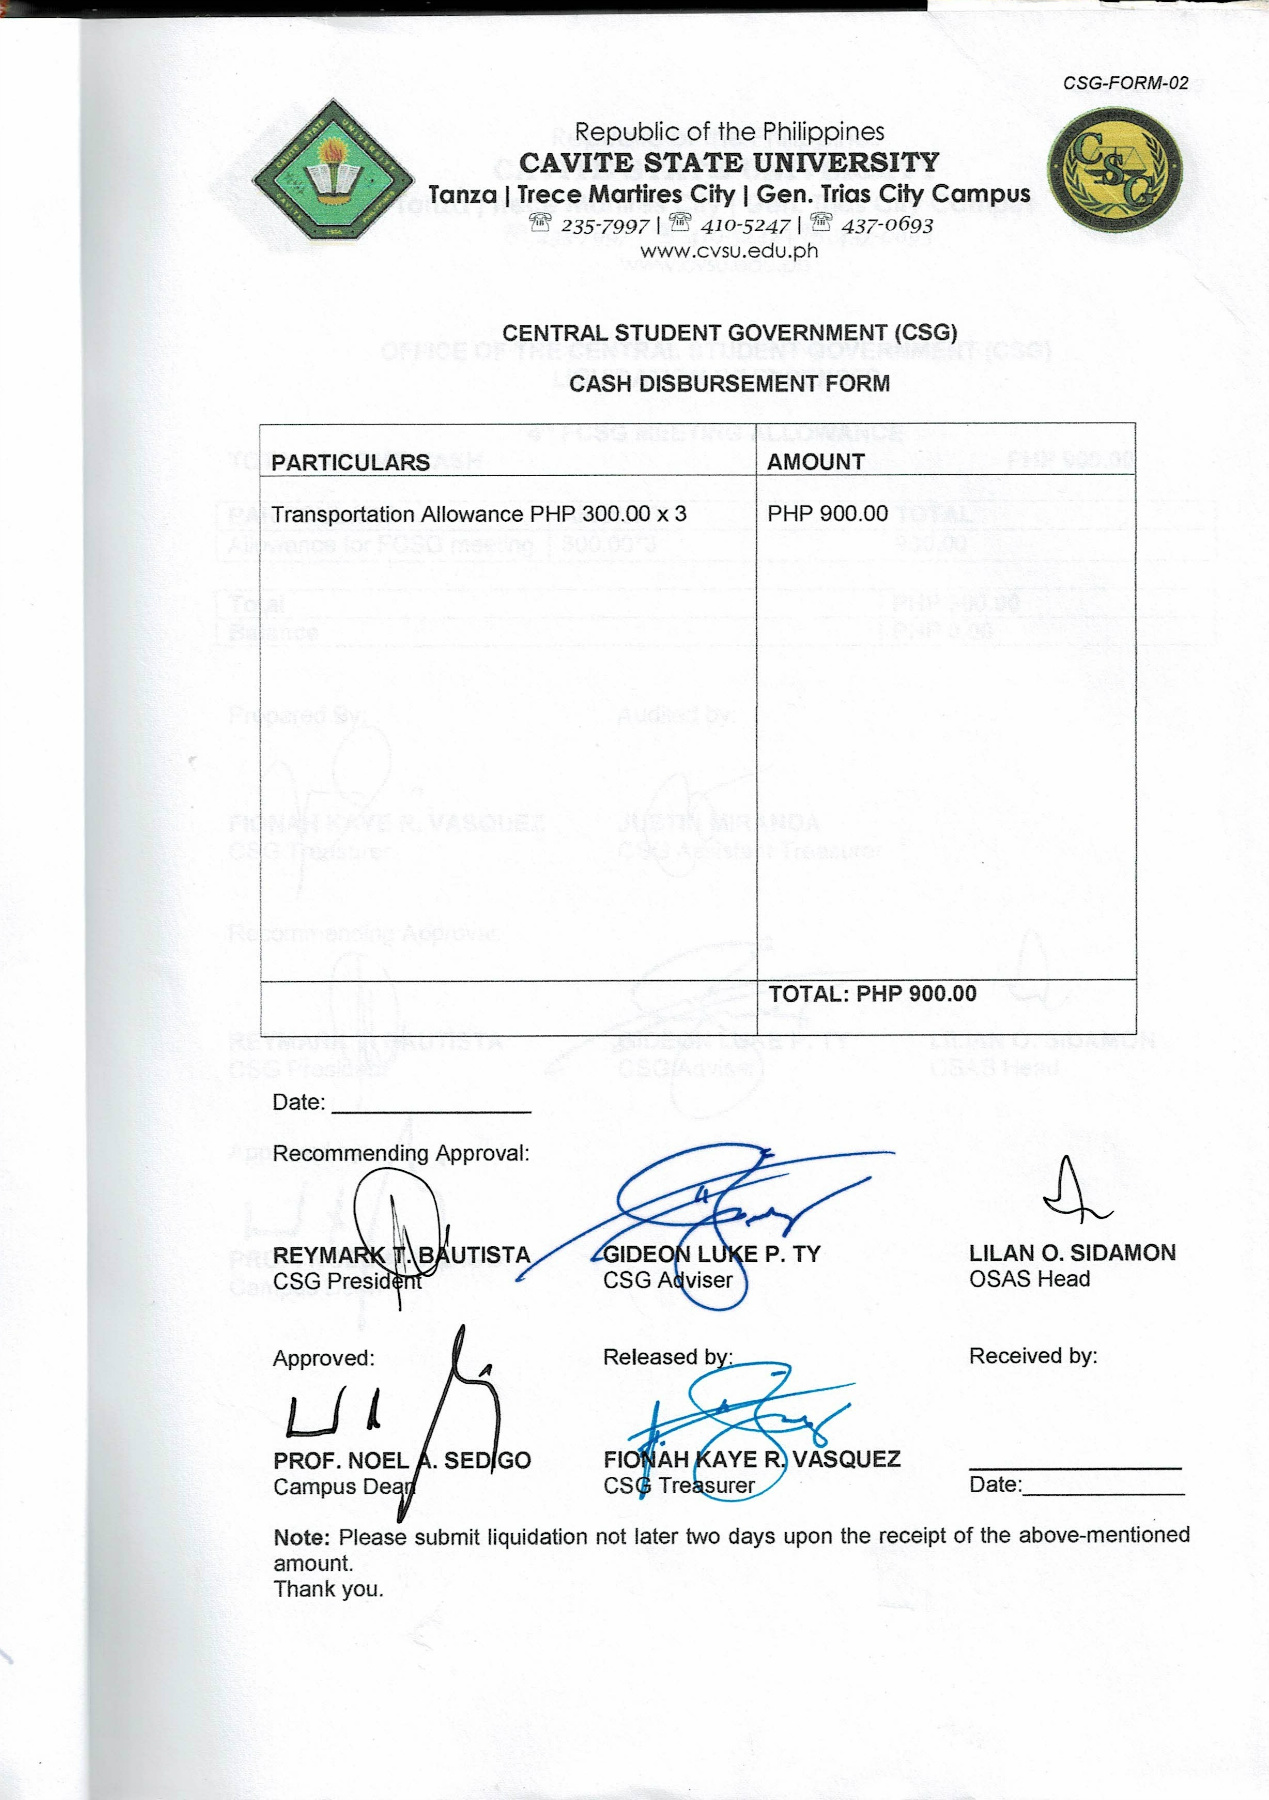 CSG-FORM-02
Republic of the Philippines
CAVITE STATE UNIVERSITY
Tanza | Trece Martires City | Gen. Trias City Campus
☏ 235-7997 | ☏ 410-5247 | ☏ 437-0693
www.cvsu.edu.ph
CENTRAL STUDENT GOVERNMENT (CSG)
CASH DISBURSEMENT FORM
PARTICULARS AMOUNT
Transportation Allowance PHP 300.00 x 3 PHP 900.00
TOTAL: PHP 900.00
Date: _______________
Recommending Approval:
REYMARK T. BAUTISTA GIDEON LUKE P. TY LILAN O. SIDAMON
CSG President CSG Adviser OSAS Head
Approved: Released by: Received by:
PROF. NOEL A. SEDIGO FIONAH KAYE R. VASQUEZ
Campus Dean CSG Treasurer Date:_______________
Note: Please submit liquidation not later two days upon the receipt of the above-mentioned
amount.
Thank you.